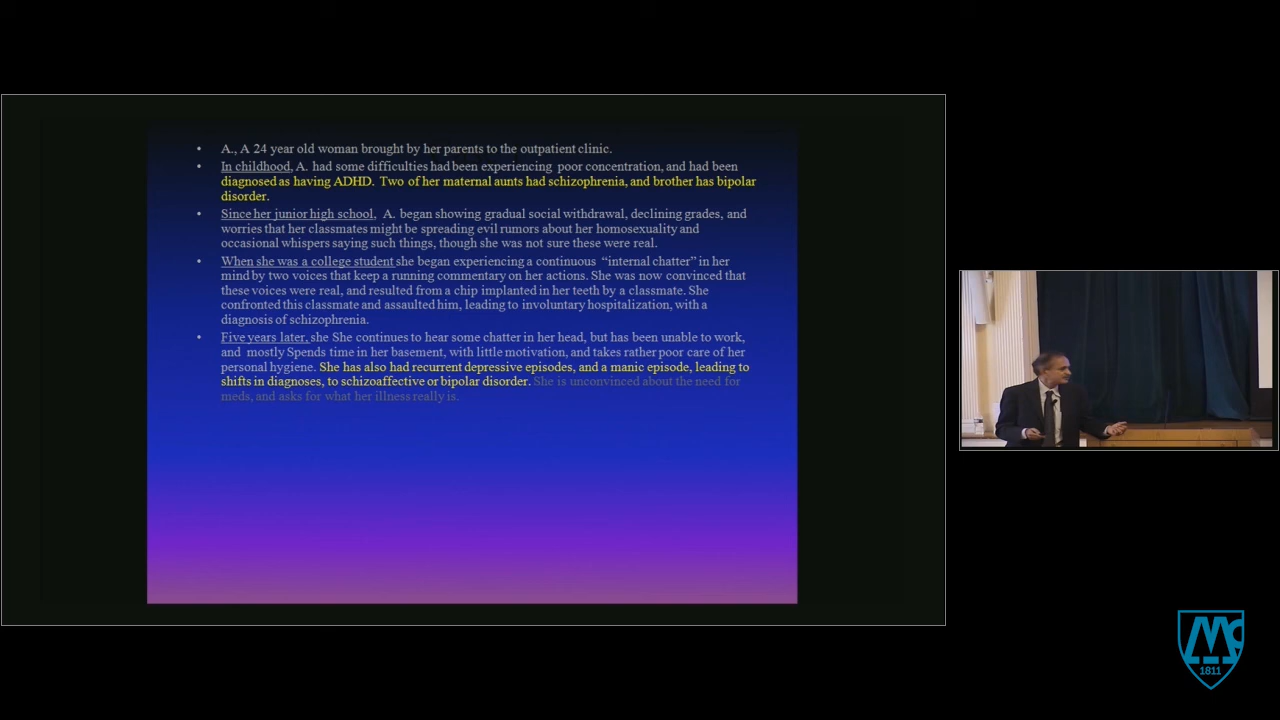 • A., A 24 year old woman brought by her parents to the outpatient clinic.
• In childhood, A. had some difficulties had been experiencing poor concentration, and had been
diagnosed as having ADHD. Two of her maternal aunts had schizophrenia, and brother has bipolar
disorder.
• Since her junior high school, A. began showing gradual social withdrawal, declining grades, and
worries that her classmates might be spreading evil rumors about her homosexuality and
occasional whispers saying such things, though she was not sure these were real.
• When she was a college student she began experiencing a continuous “internal chatter” in her
mind by two voices that keep a running commentary on her actions. She was now convinced that
these voices were real, and resulted from a chip implanted in her teeth by a classmate. She
confronted this classmate and assaulted him, leading to involuntary hospitalization, with a
diagnosis of schizophrenia.
• Five years later, she She continues to hear some chatter in her head, but has been unable to work,
and mostly Spends time in her basement, with little motivation, and takes rather poor care of her
personal hygiene. She has also had recurrent depressive episodes, and a manic episode, leading to
shifts in diagnoses, to schizoaffective or bipolar disorder. She is unconvinced about the need for
meds, and asks for what her illness really is.
1811